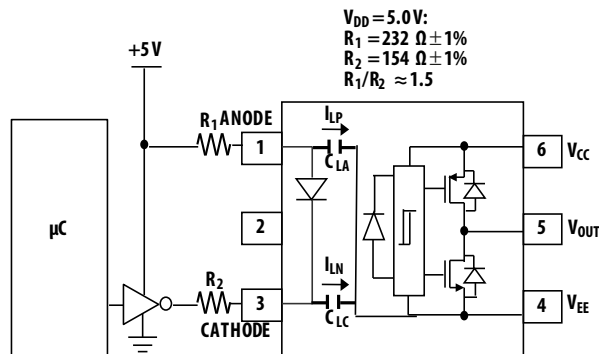 V_DD = 5.0 V:
R_1 = 232 Ω ± 1%
R_2 = 154 Ω ± 1%
R_1/R_2 ≈ 1.5
+5 V
R_1 ANODE
1
I_LP
C_LA
6
V_CC
µC
2
5
V_OUT
R_2
I_LN
3
C_LC
4
V_EE
CATHODE